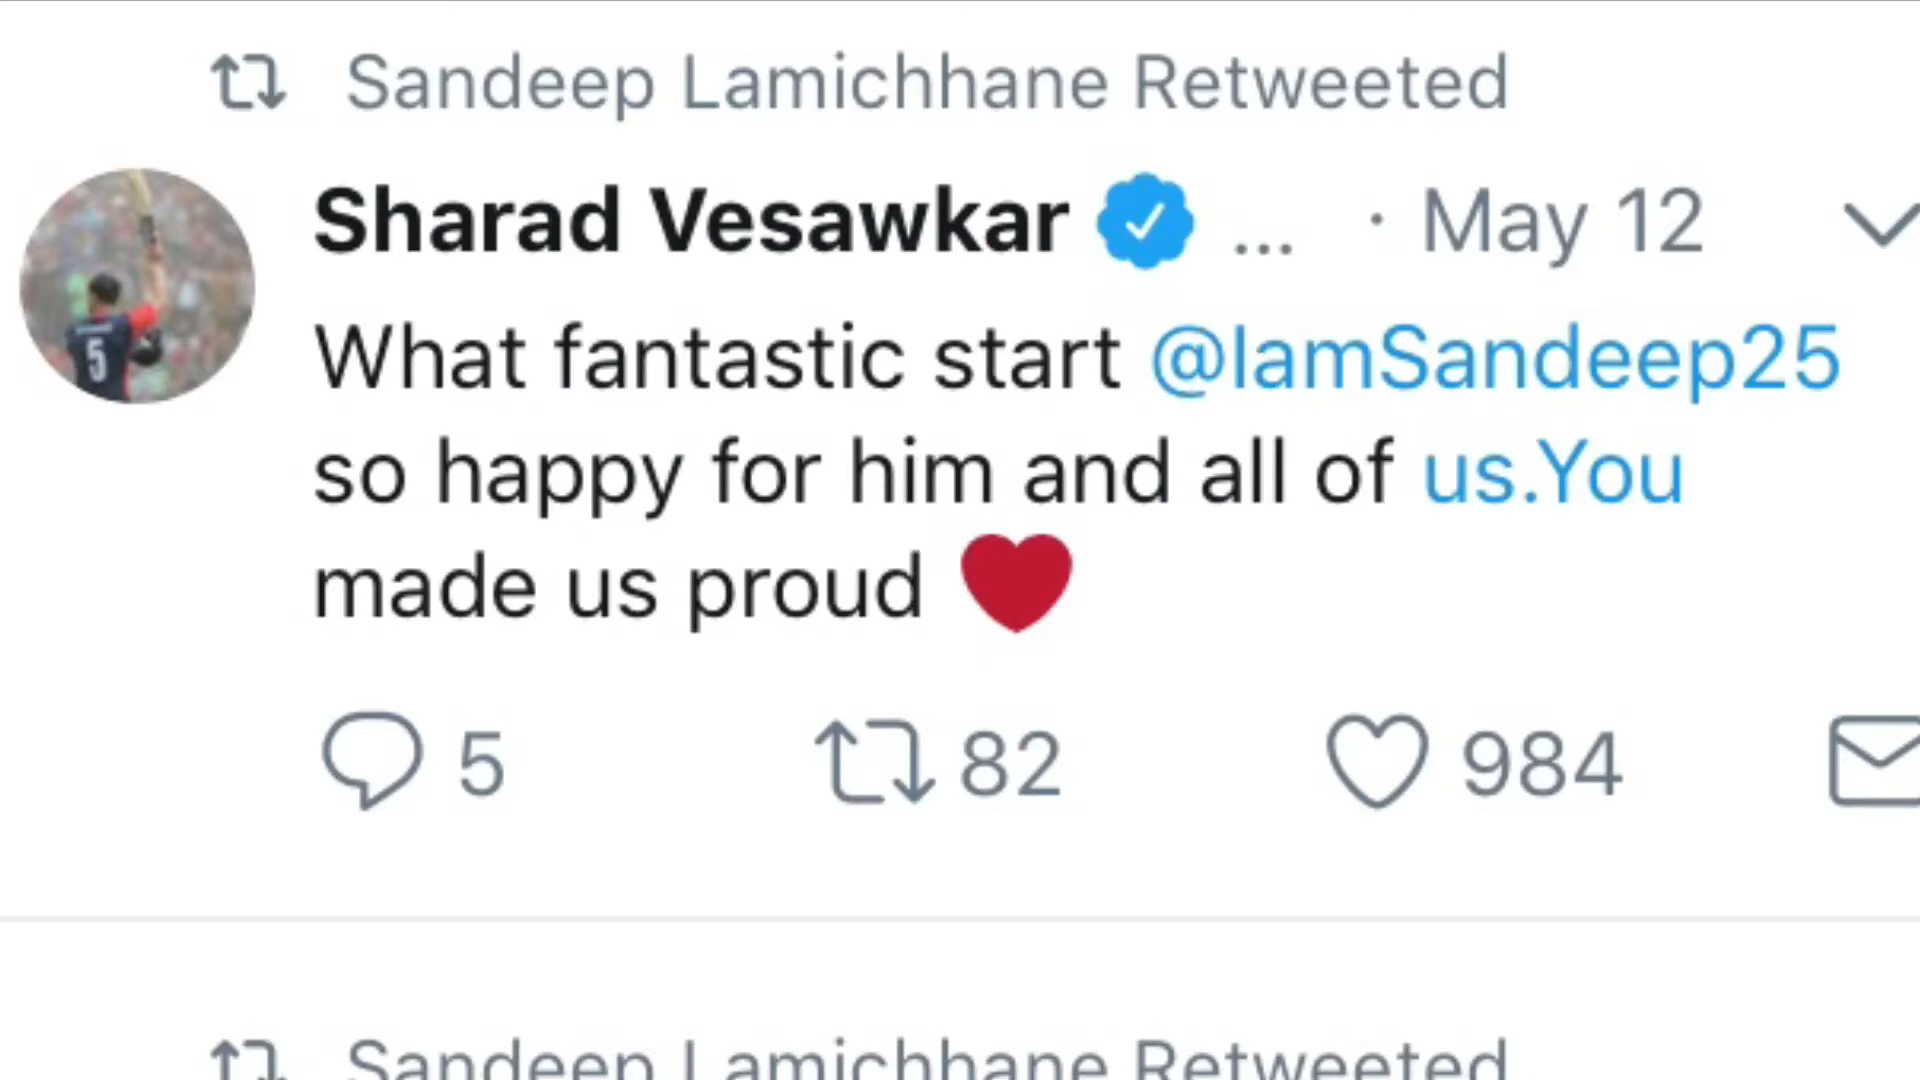 Sandeep Lamichhane Retweeted
Sharad Vesawkar ... · May 12
What fantastic start @IamSandeep25
so happy for him and all of us.You
made us proud ❤
5 82 984
Sandeep Lamichhane Retweeted
5